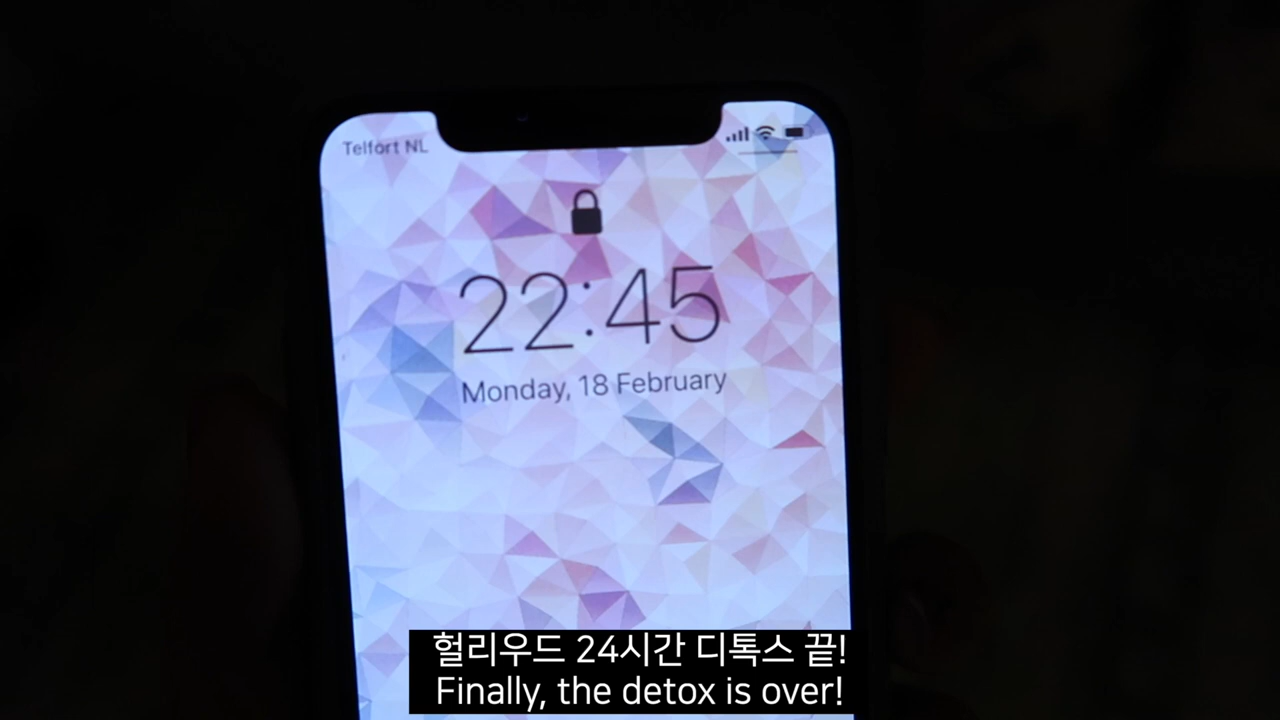 Telfort NL
22:45
Monday, 18 February
헐리우드 24시간 디톡스 끝!
Finally, the detox is over!